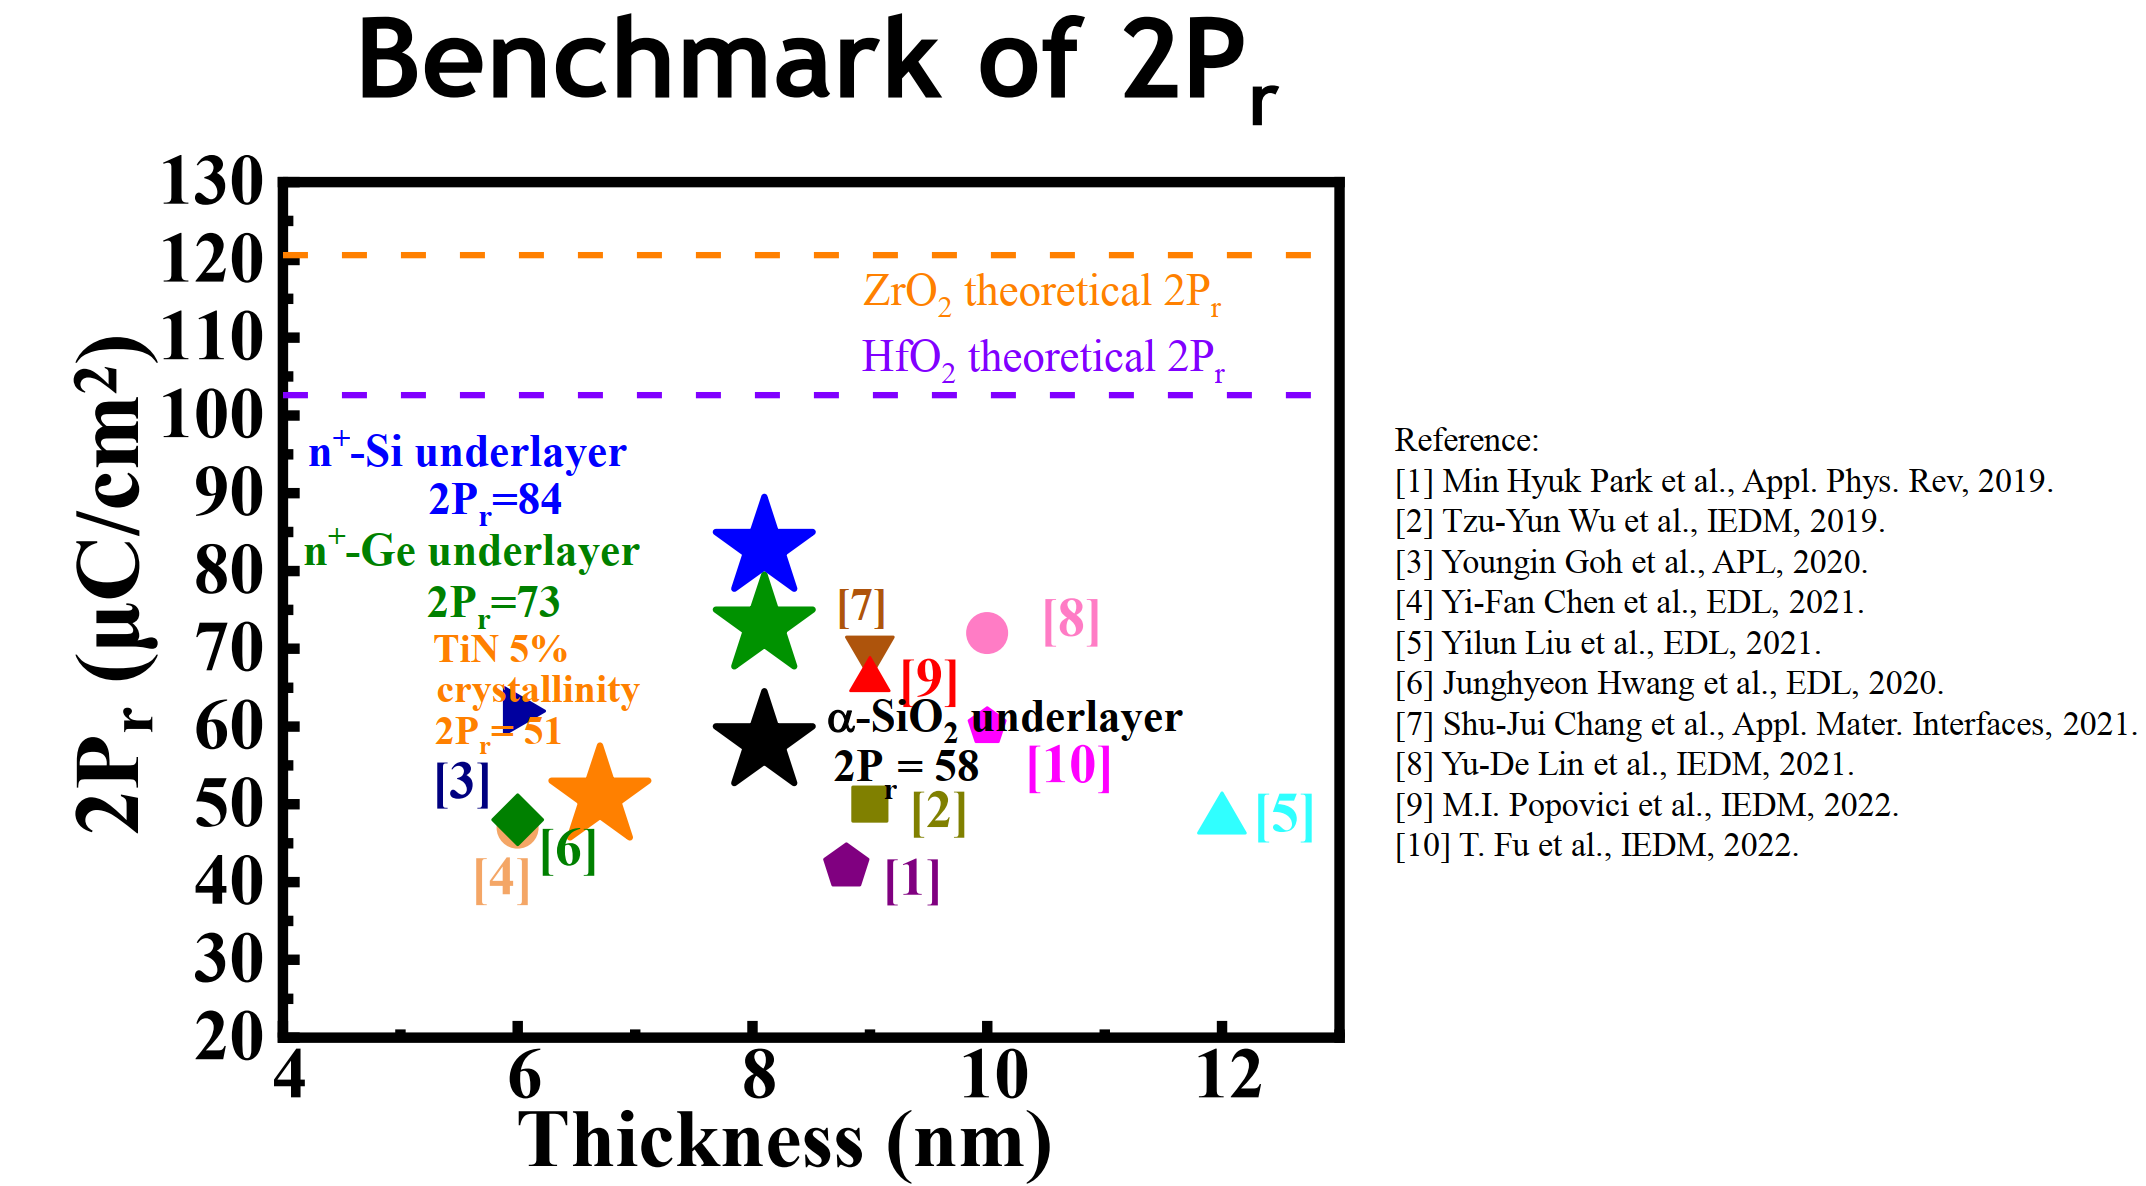 Benchmark of 2Pr
130
120
110
100
90
80
70
60
50
40
30
20
2Pr (μC/cm2)
ZrO2 theoretical 2Pr
HfO2 theoretical 2Pr
n+-Si underlayer
2Pr=84
n+-Ge underlayer
2Pr=73
TiN 5%
crystallinity
2Pr= 51
[3]
[6]
[4]
[7]
[8]
[9]
α-SiO2 underlayer
2Pr= 58
[10]
[2]
[5]
[1]
4 6 8 10 12
Thickness (nm)
Reference:
[1] Min Hyuk Park et al., Appl. Phys. Rev, 2019.
[2] Tzu-Yun Wu et al., IEDM, 2019.
[3] Youngin Goh et al., APL, 2020.
[4] Yi-Fan Chen et al., EDL, 2021.
[5] Yilun Liu et al., EDL, 2021.
[6] Junghyeon Hwang et al., EDL, 2020.
[7] Shu-Jui Chang et al., Appl. Mater. Interfaces, 2021.
[8] Yu-De Lin et al., IEDM, 2021.
[9] M.I. Popovici et al., IEDM, 2022.
[10] T. Fu et al., IEDM, 2022.